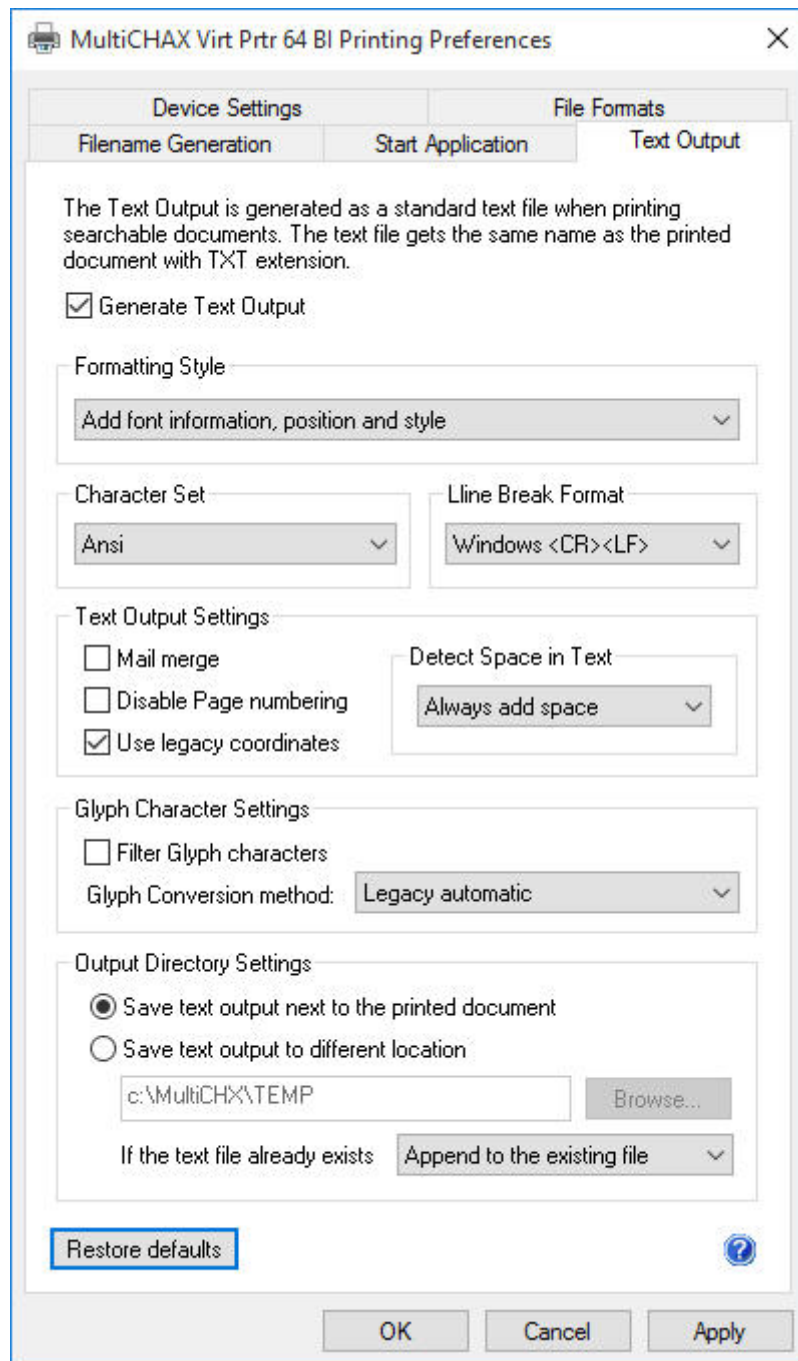 MultiCHAX Virt Prtr 64 BI Printing Preferences
Device Settings
File Formats
Filename Generation
Start Application
Text Output
The Text Output is generated as a standard text file when printing
searchable documents. The text file gets the same name as the printed
document with TXT extension.
Generate Text Output
Formatting Style
Add font information, position and style
Character Set
Lline Break Format
Ansi
Windows <CR><LF>
Text Output Settings
Mail merge
Detect Space in Text
Disable Page numbering
Always add space
Use legacy coordinates
Glyph Character Settings
Filter Glyph characters
Glyph Conversion method:
Legacy automatic
Output Directory Settings
Save text output next to the printed document
Save text output to different location
c:\MultiCHX\TEMP
Browse...
If the text file already exists
Append to the existing file
Restore defaults
?
OK
Cancel
Apply